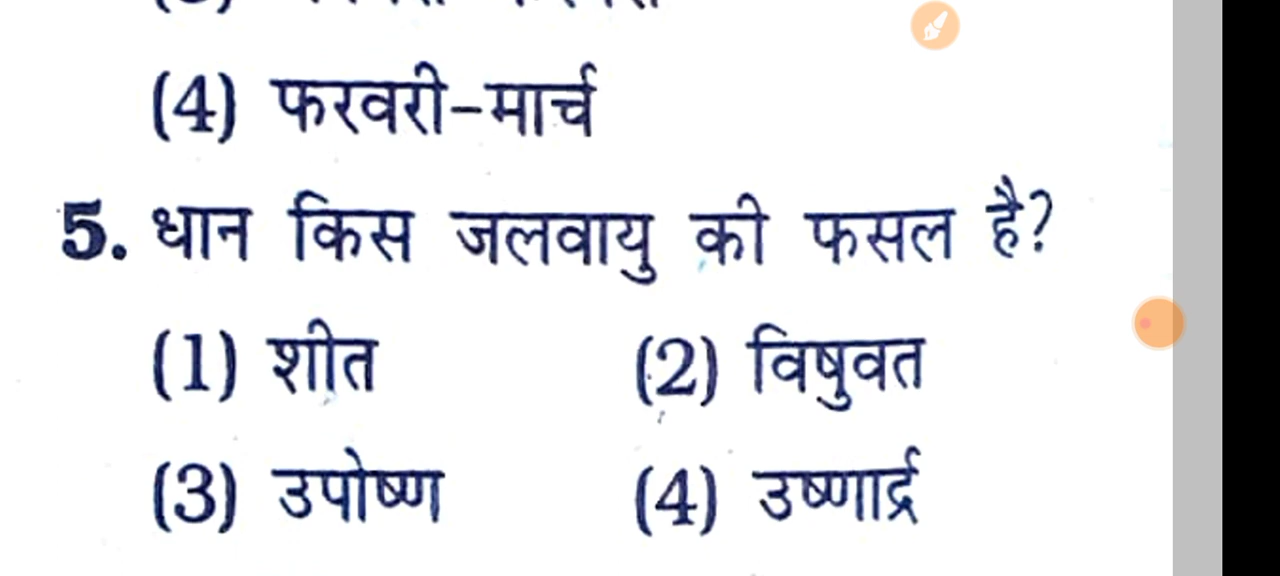 (4) फरवरी-मार्च
5. धान किस जलवायु की फसल है?
(1) शीत (2) विषुवत
(3) उपोष्ण (4) उष्णार्द्र